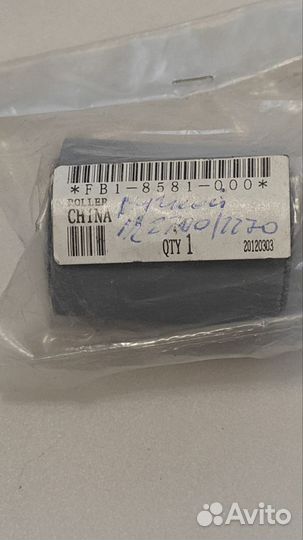 *FB1-8581-000*
ROLLER
CHINA
QTY 1
20120303
Avito